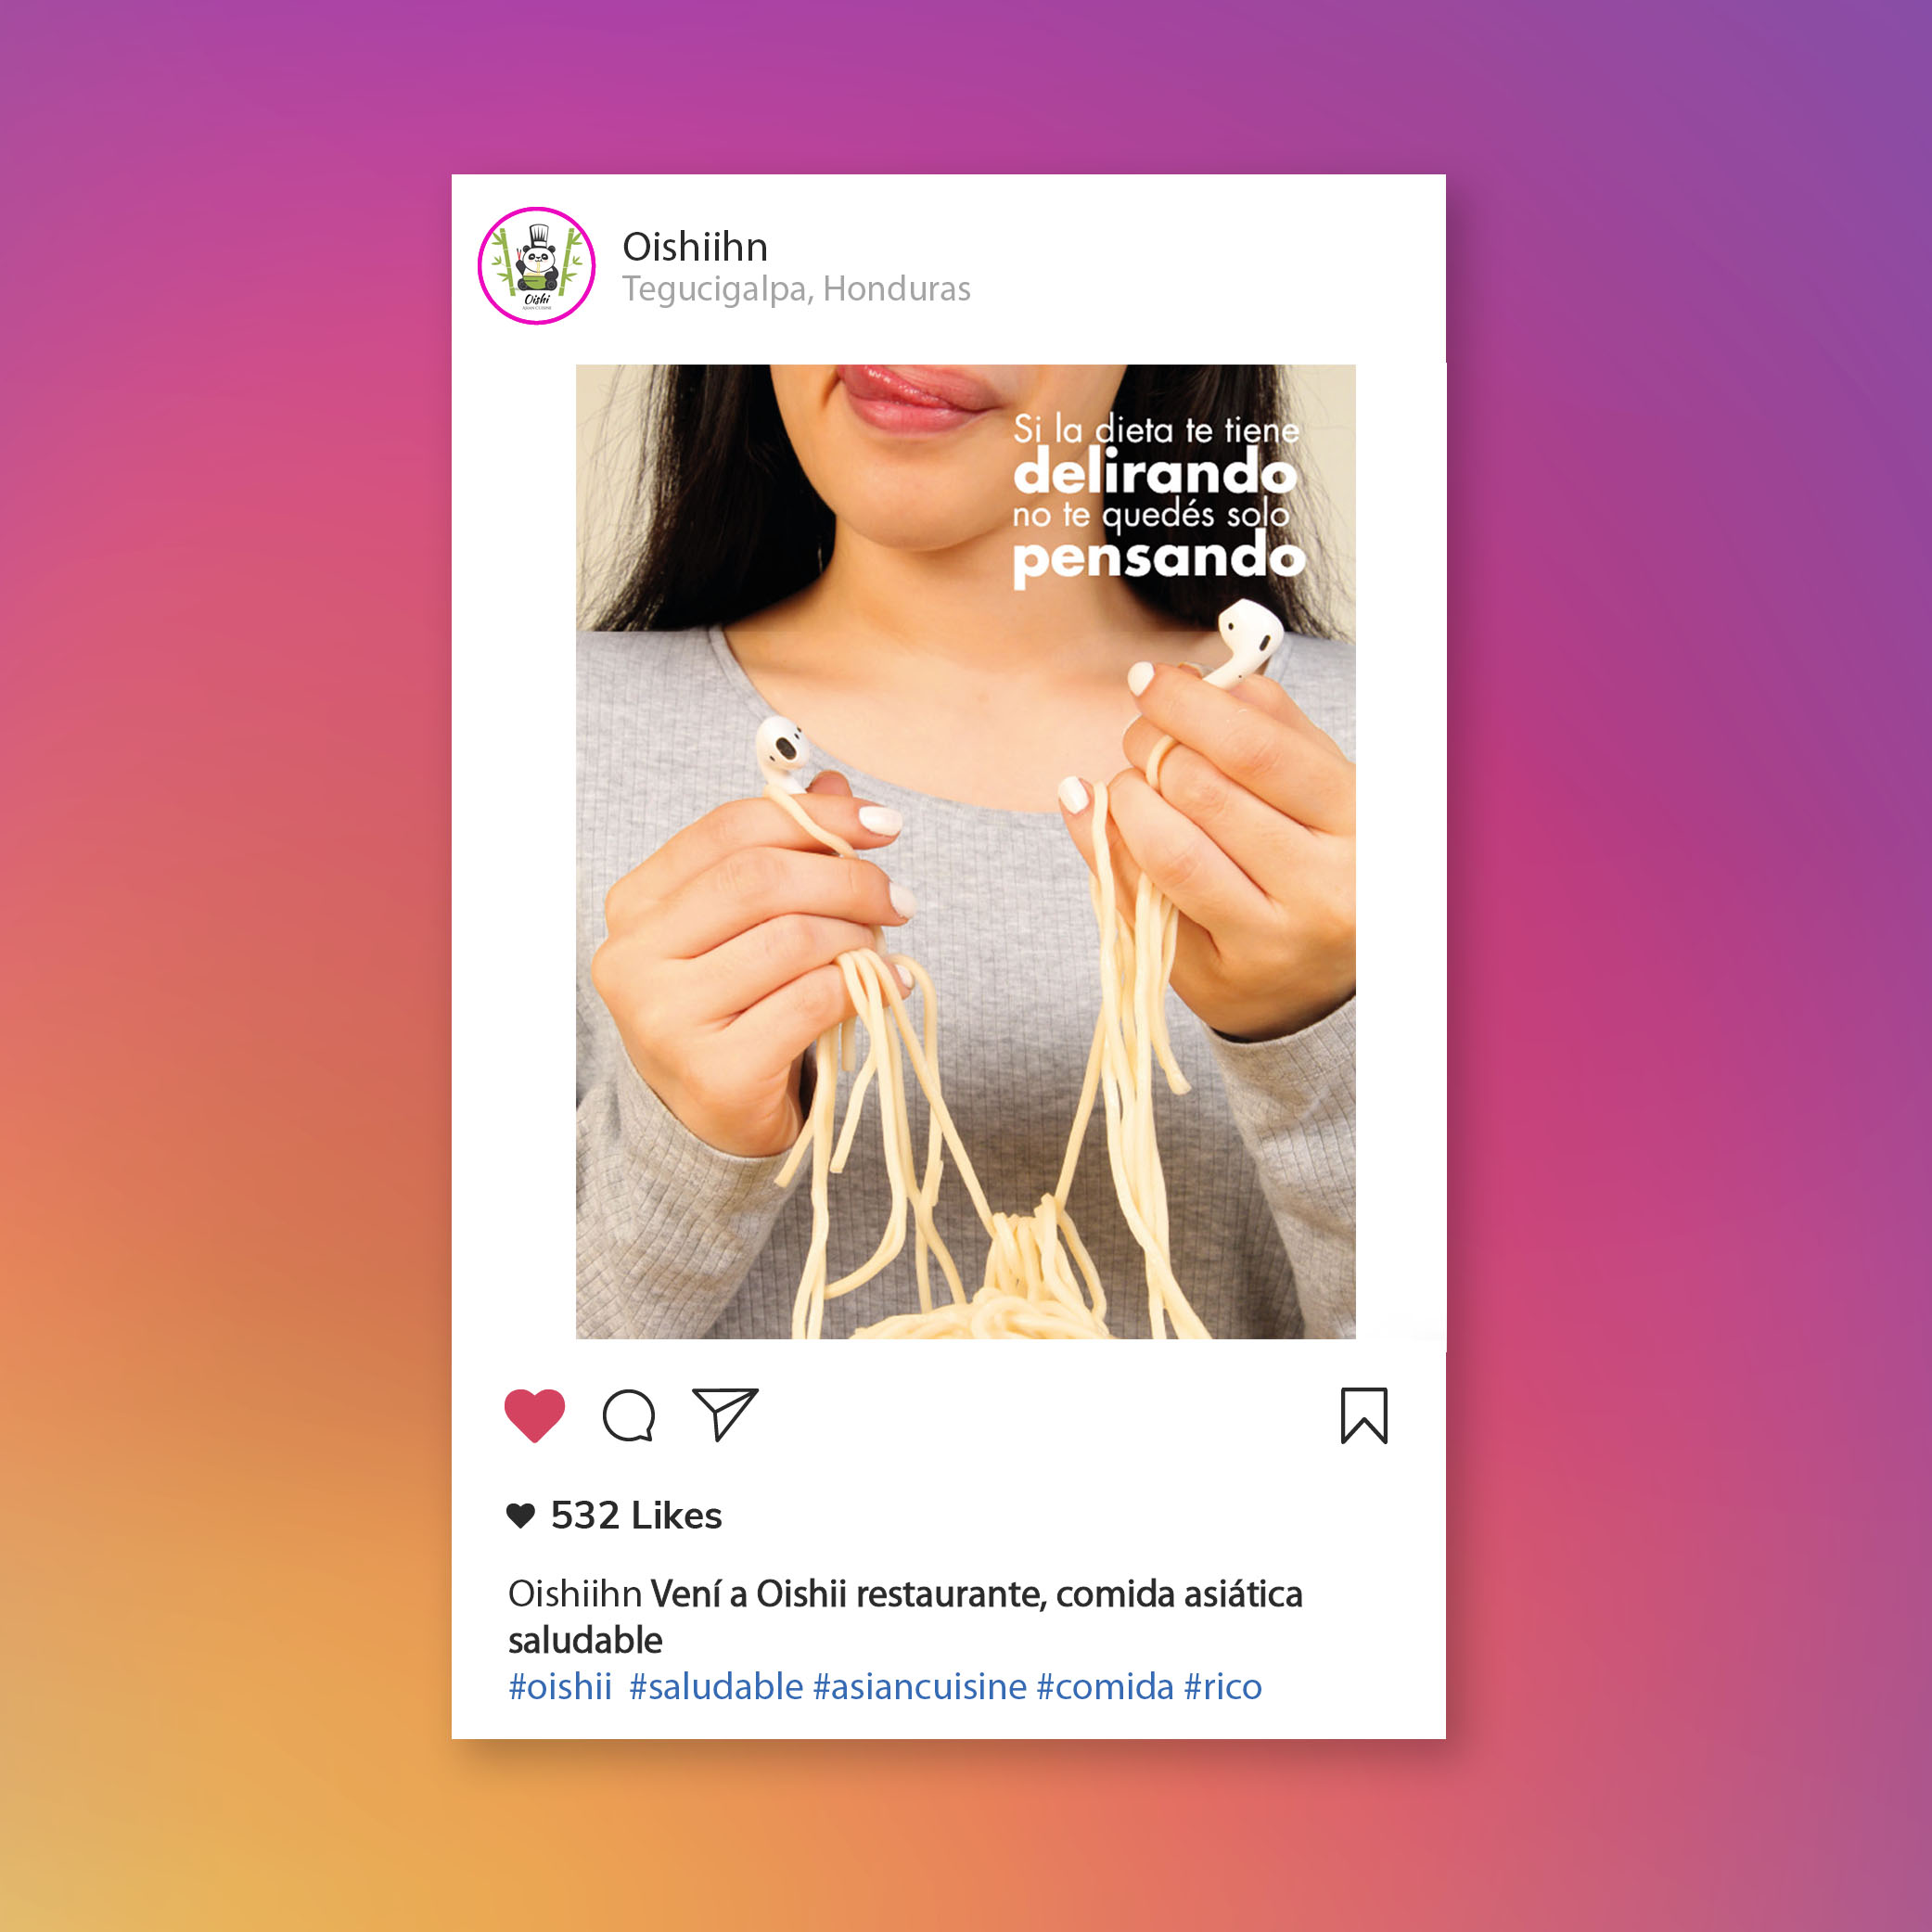 Oishi
ASIAN CUISINE
Oishiihn
Tegucigalpa, Honduras
Si la dieta te tiene
delirando
no te quedés solo
pensando
532 Likes
Oishiihn Vení a Oishii restaurante, comida asiática
saludable
#oishii #saludable #asiancuisine #comida #rico